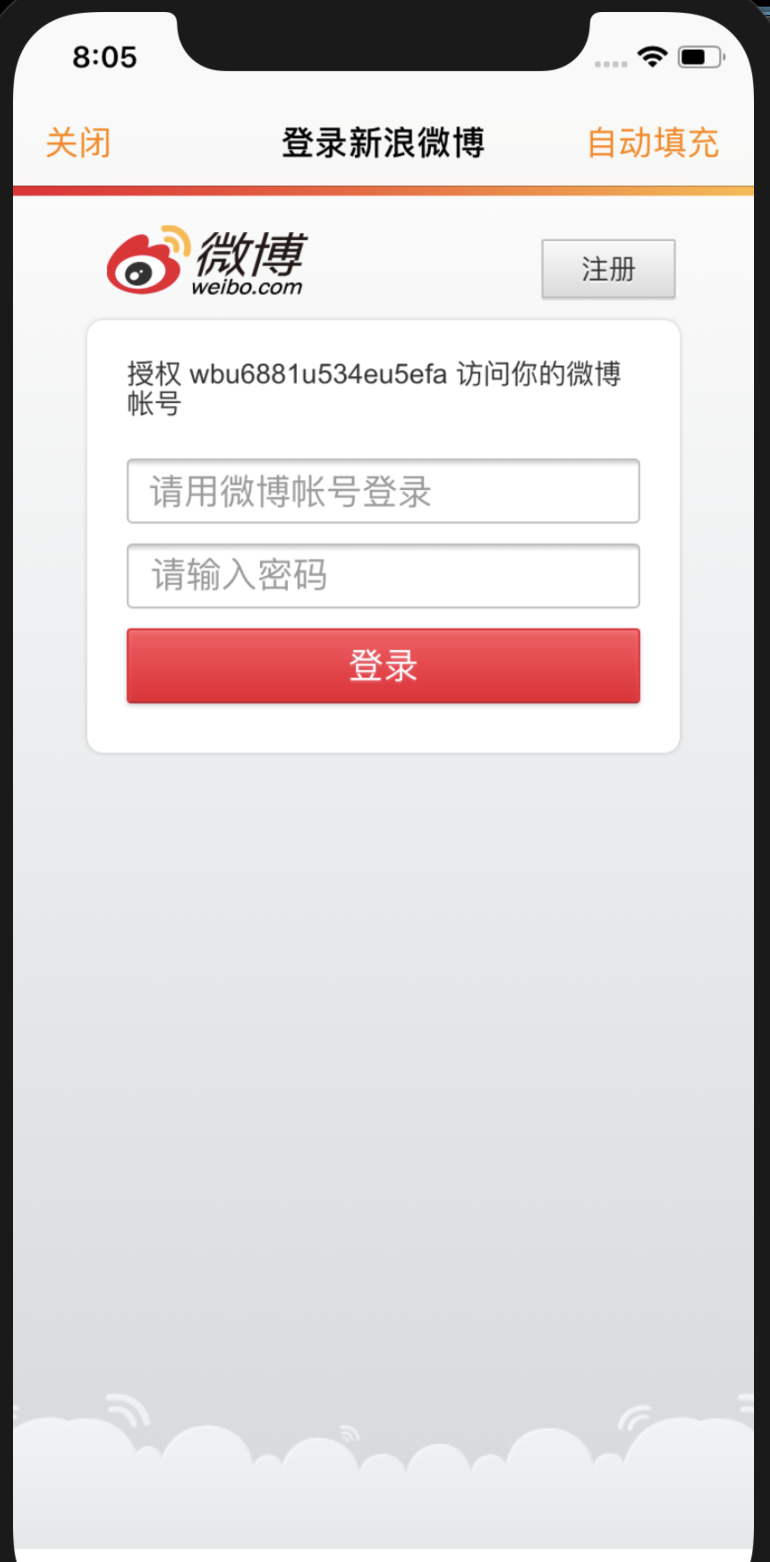 8:05
关闭
登录新浪微博
自动填充
微博
weibo.com
注册
授权 wbu6881u534eu5efa 访问你的微博
帐号
请用微博帐号登录
请输入密码
登录